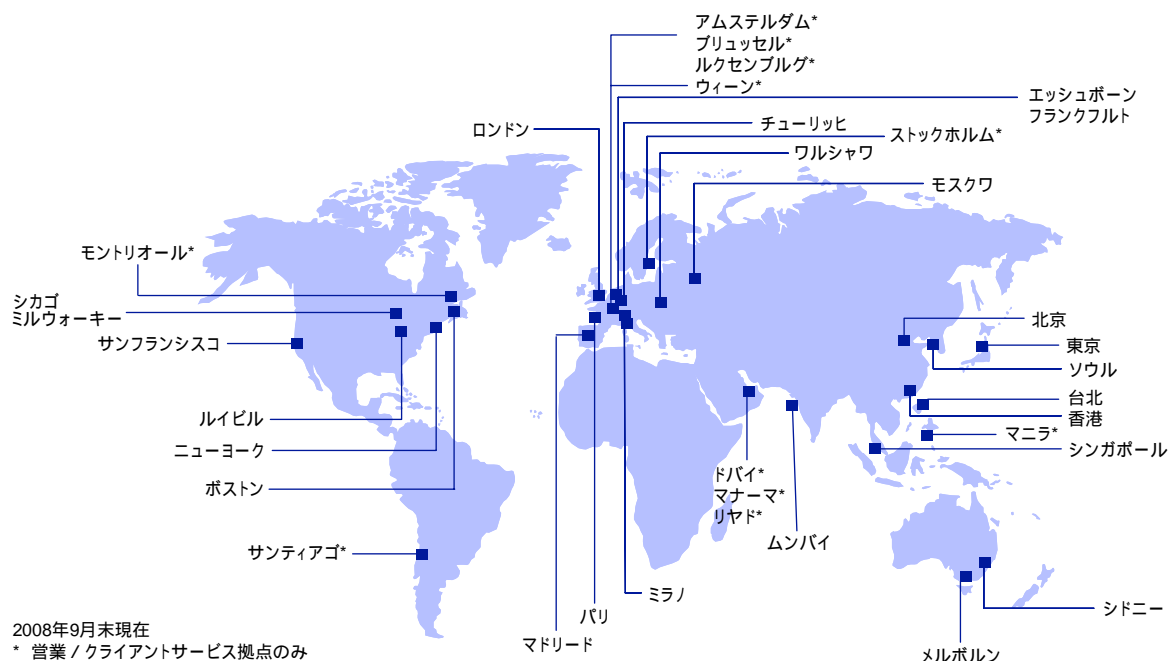 アムステルダム*
ブリュッセル*
ルクセンブルグ*
ウィーン*
エッシュボーン
フランクフルト
ロンドン
チューリッヒ
ストックホルム*
ワルシャワ
モスクワ
モントリオール*
シカゴ
ミルウォーキー
サンフランシスコ
北京
東京
ソウル
台北
香港
マニラ*
シンガポール
ルイビル
ニューヨーク
ボストン
ドバイ*
マナーマ*
リヤド*
ムンバイ
サンティアゴ*
ミラノ
パリ
マドリード
シドニー
メルボルン
2008年9月末現在
* 営業 / クライアントサービス拠点のみ